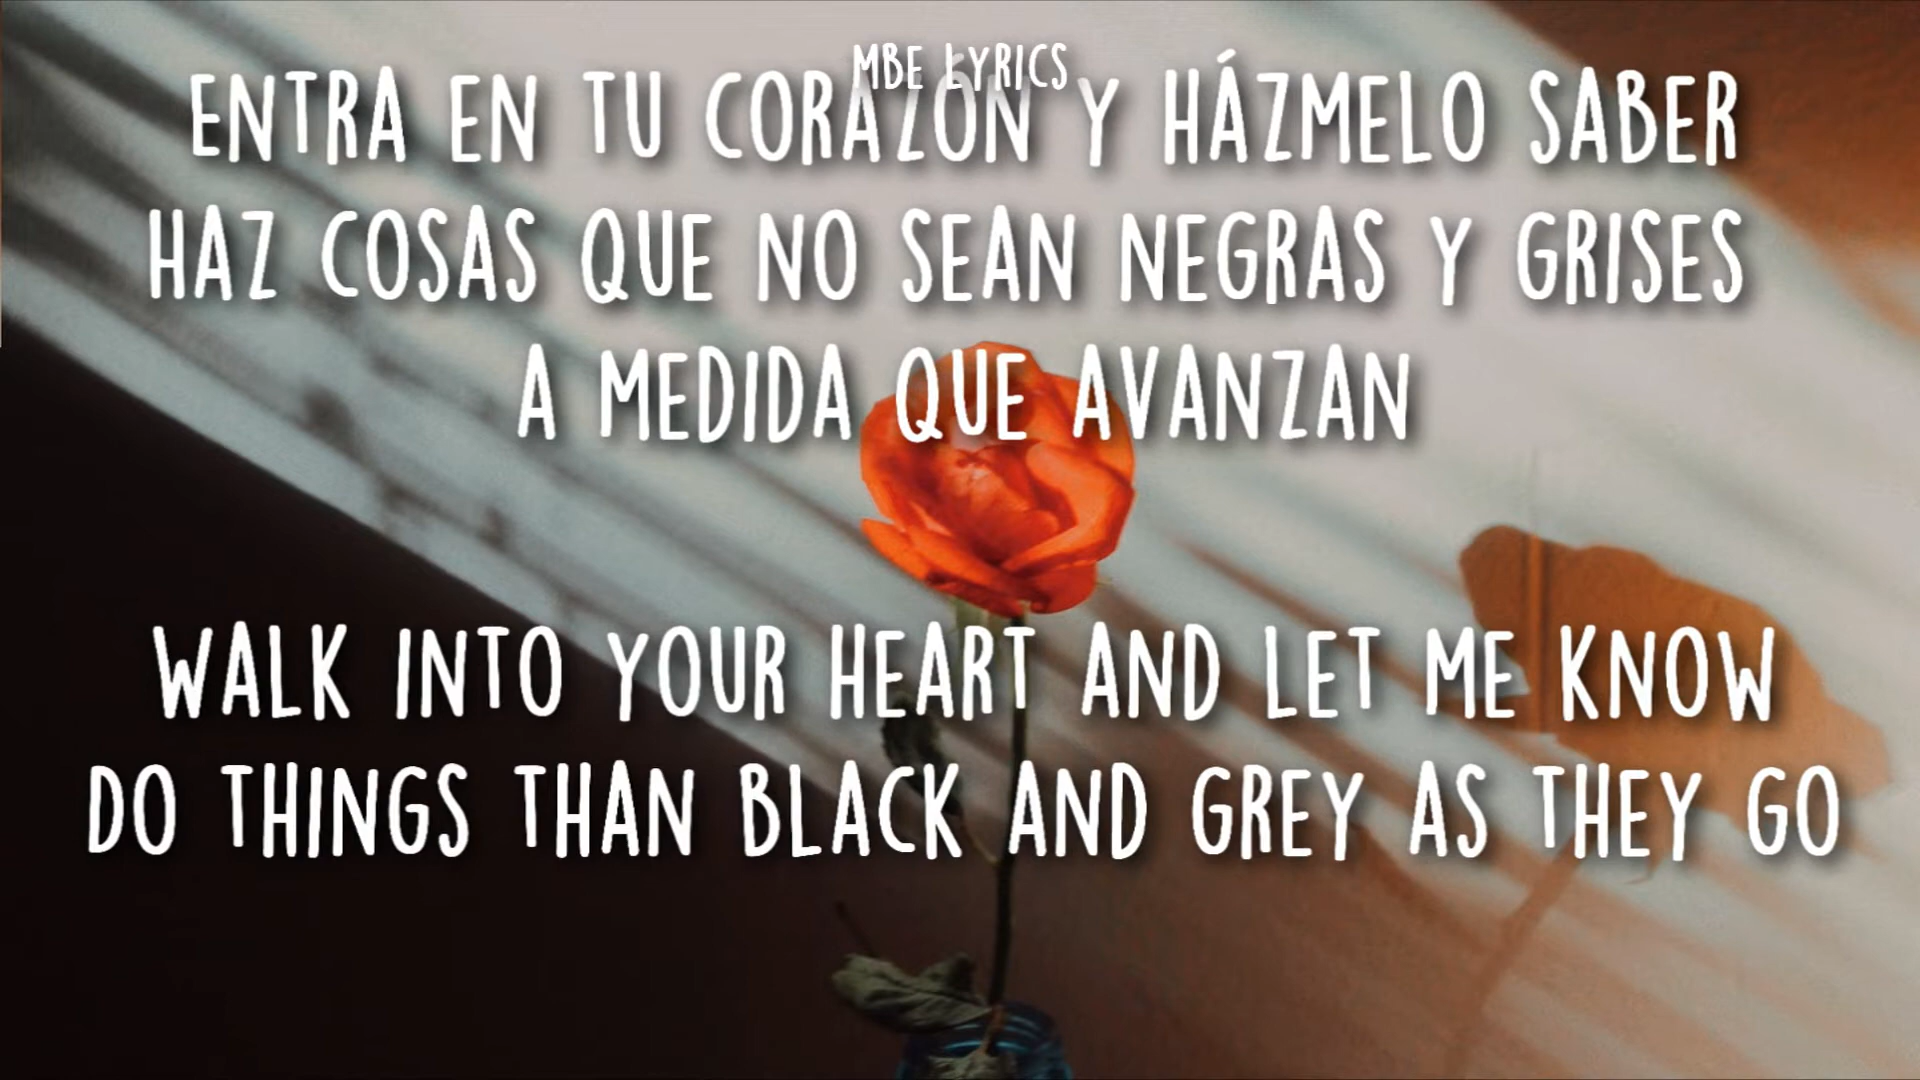 MBE LYRICS
ENTRA EN TU CORAZÓN Y HÁZMELO SABER
HAZ COSAS QUE NO SEAN NEGRAS Y GRISES
A MEDIDA QUE AVANZAN
WALK INTO YOUR HEART AND LET ME KNOW
DO THINGS THAN BLACK AND GREY AS THEY GO